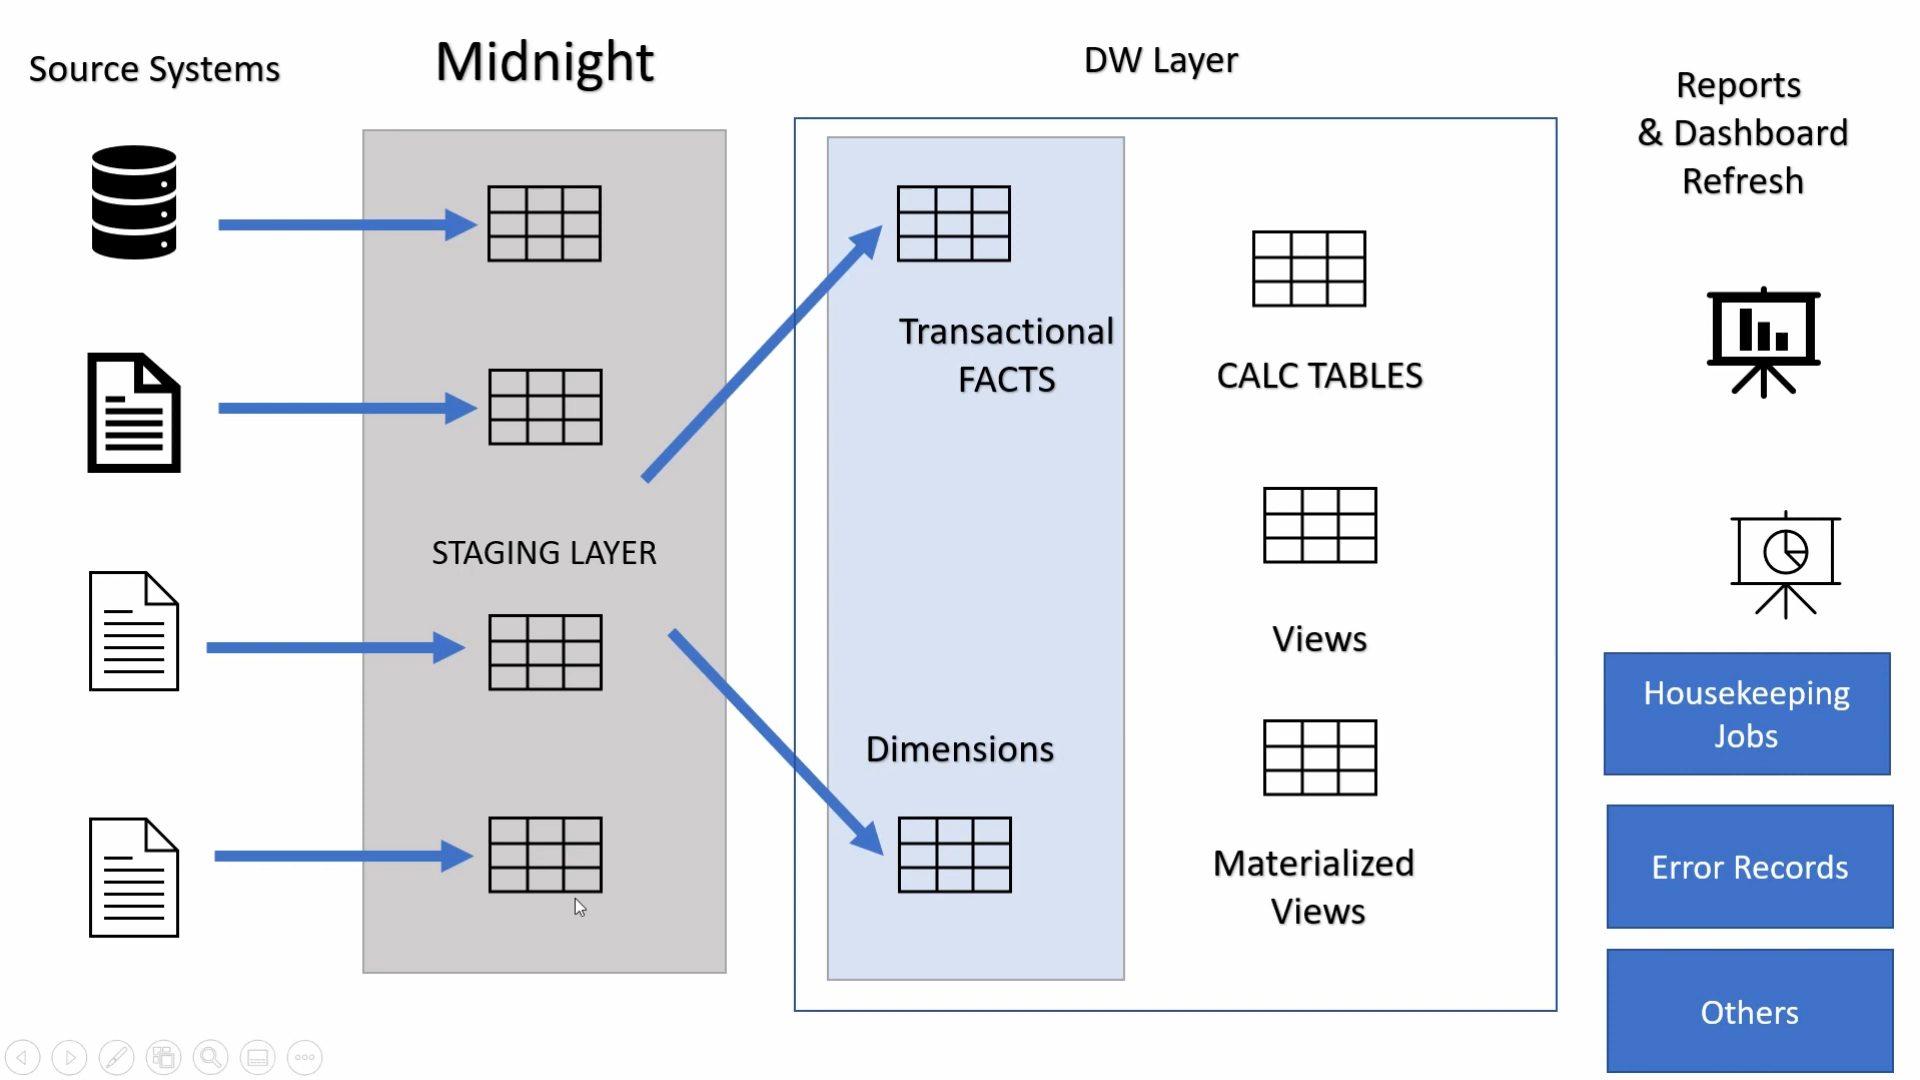 Source Systems
Midnight
STAGING LAYER
DW Layer
Transactional
FACTS
Dimensions
CALC TABLES
Views
Materialized
Views
Reports
& Dashboard
Refresh
Housekeeping
Jobs
Error Records
Others